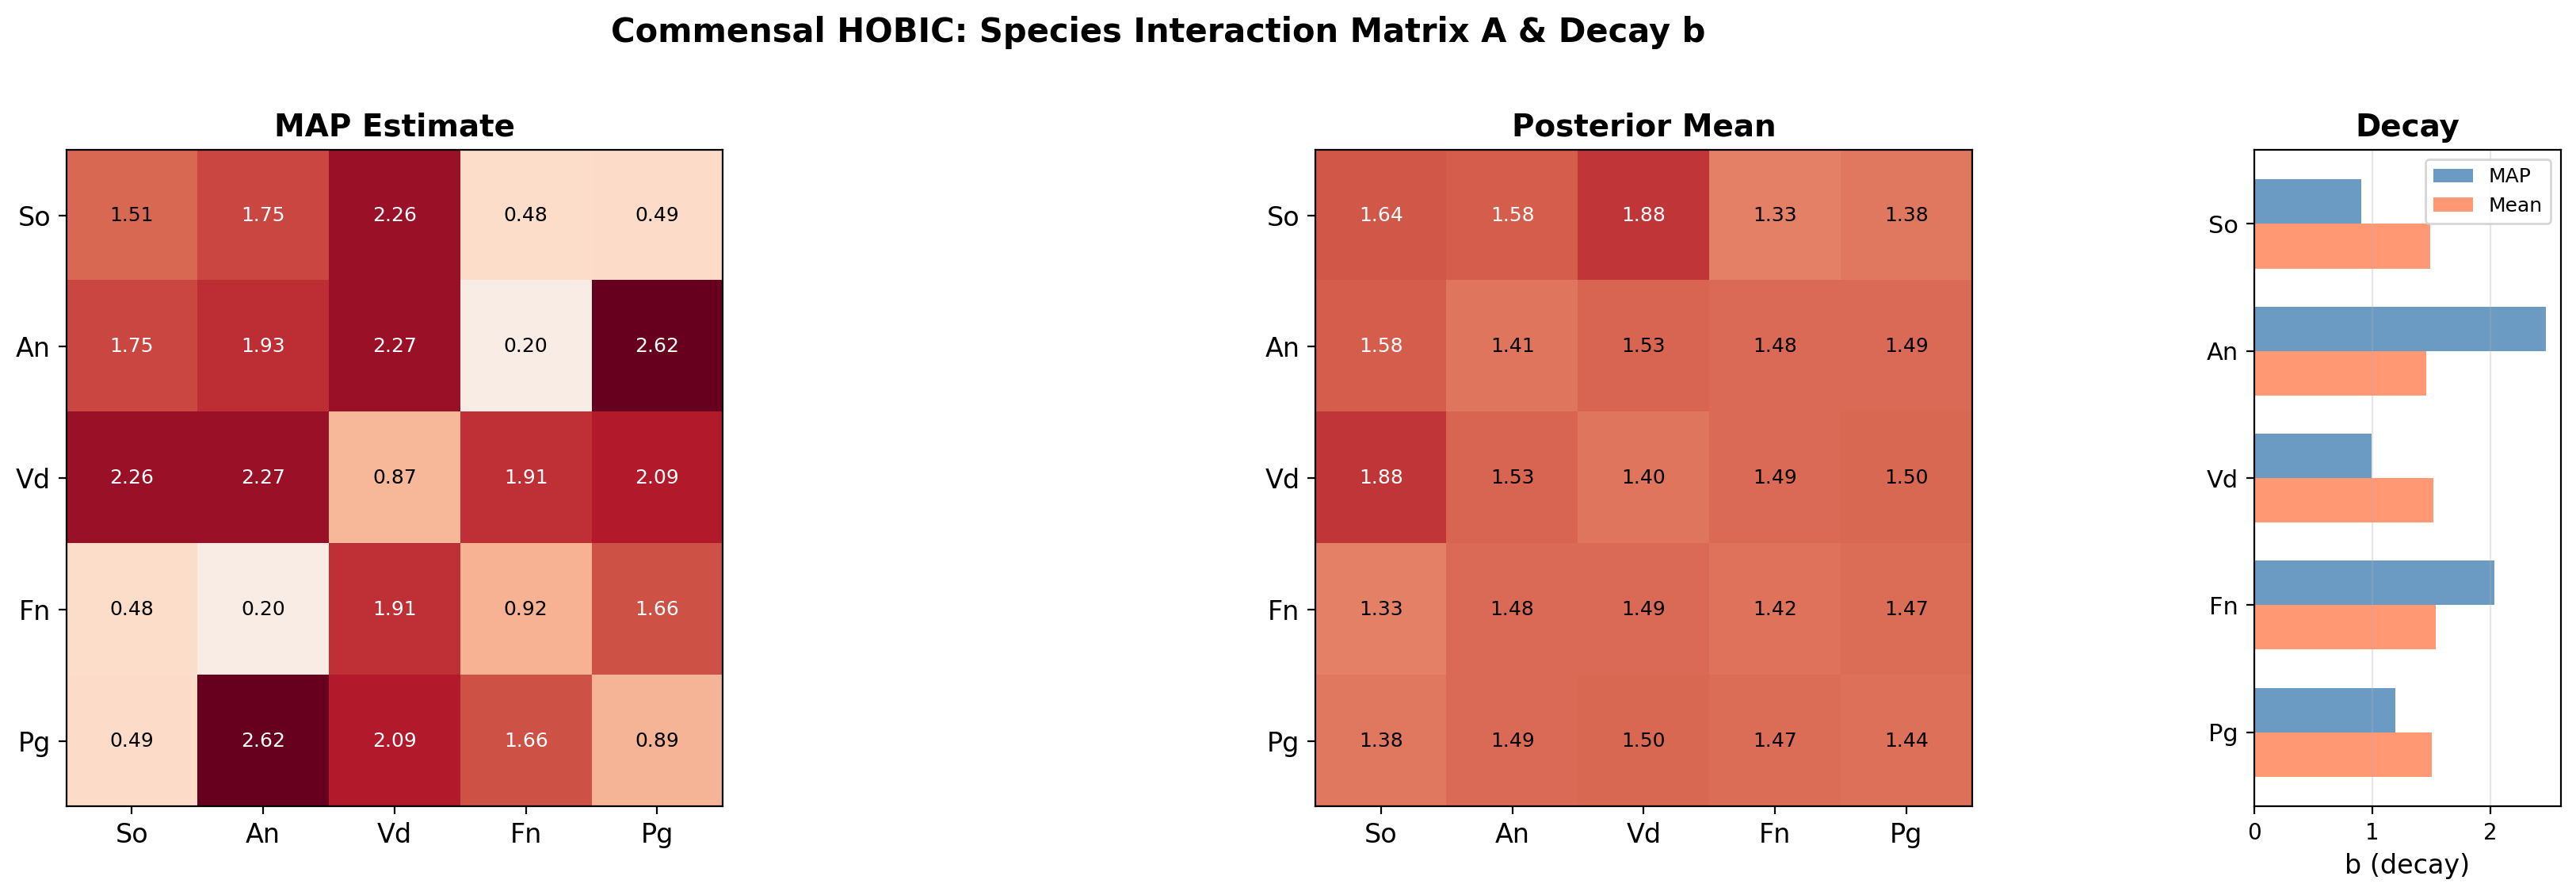 Commensal HOBIC: Species Interaction Matrix A & Decay b
MAP Estimate
So 1.51 1.75 2.26 0.48 0.49
An 1.75 1.93 2.27 0.20 2.62
Vd 2.26 2.27 0.87 1.91 2.09
Fn 0.48 0.20 1.91 0.92 1.66
Pg 0.49 2.62 2.09 1.66 0.89
So An Vd Fn Pg
Posterior Mean
So 1.64 1.58 1.88 1.33 1.38
An 1.58 1.41 1.53 1.48 1.49
Vd 1.88 1.53 1.40 1.49 1.50
Fn 1.33 1.48 1.49 1.42 1.47
Pg 1.38 1.49 1.50 1.47 1.44
So An Vd Fn Pg
Decay
MAP
Mean
So
An
Vd
Fn
Pg
0 1 2
b (decay)